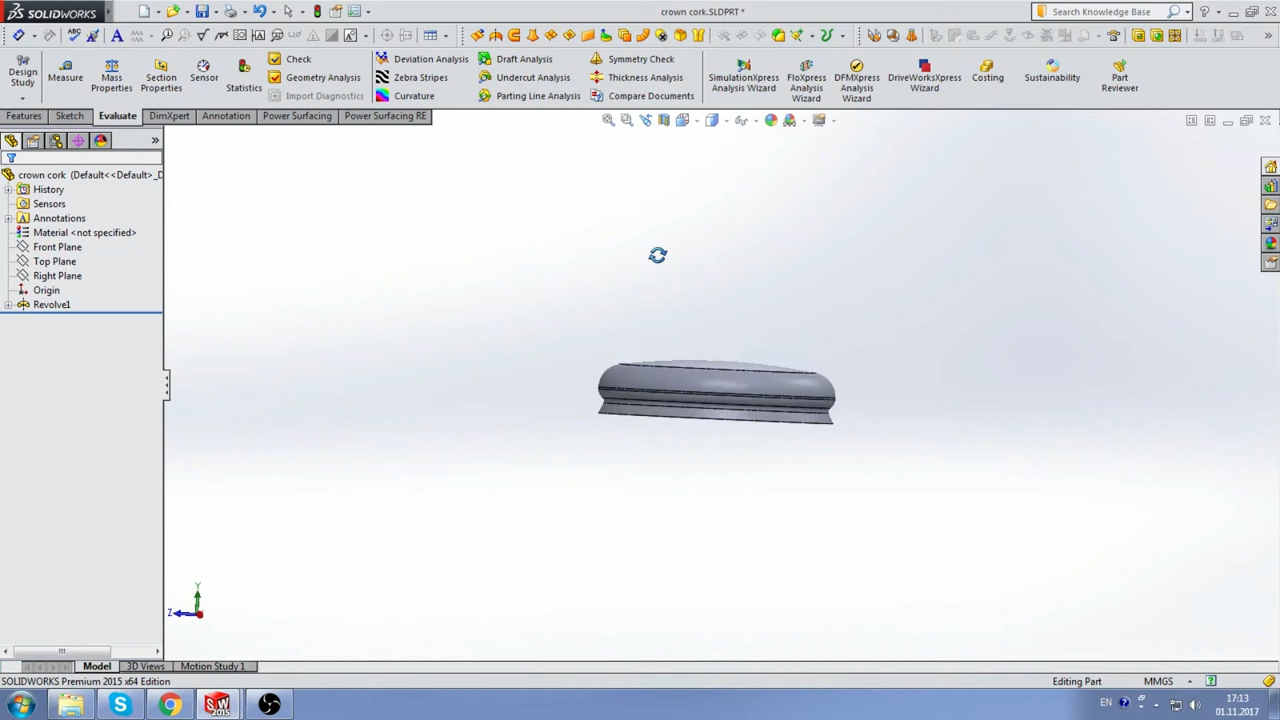 SOLIDWORKS
crown cork.SLDPRT *
Search Knowledge Base
Design Study
Measure
Mass Properties
Section Properties
Sensor
Statistics
Check
Geometry Analysis
Import Diagnostics
Deviation Analysis
Zebra Stripes
Curvature
Draft Analysis
Undercut Analysis
Parting Line Analysis
Symmetry Check
Thickness Analysis
Compare Documents
SimulationXpress Analysis Wizard
FloXpress Analysis Wizard
DFMXpress Analysis Wizard
DriveWorksXpress Wizard
Costing
Sustainability
Part Reviewer
Features
Sketch
Evaluate
DimXpert
Annotation
Power Surfacing
Power Surfacing RE
crown cork (Default<<Default>_D
History
Sensors
Annotations
Material <not specified>
Front Plane
Top Plane
Right Plane
Origin
Revolve1
Y
Z
Model
3D Views
Motion Study 1
SOLIDWORKS Premium 2015 x64 Edition
Editing Part
MMGS
EN
17:13
01.11.2017